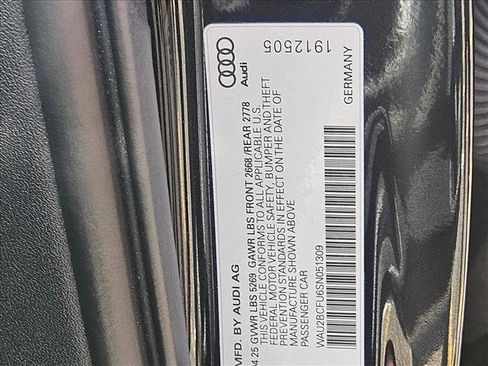 MFD. BY AUDI AG
4 25 GVWR LBS 5269 GAWR LBS FRONT 2668 /REAR 2778
THIS VEHICLE CONFORMS TO ALL APPLICABLE U.S.
FEDERAL MOTOR VEHICLE SAFETY, BUMPER AND THEFT
PREVENTION STANDARDS IN EFFECT ON THE DATE OF
MANUFACTURE SHOWN ABOVE
PASSENGER CAR
WAU2BCFU6SN051309
Audi
1912505
GERMANY